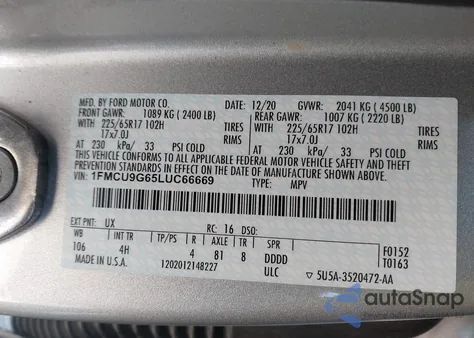 MFD. BY FORD MOTOR CO.
DATE: 12/20 GVWR: 2041 KG ( 4500 LB)
FRONT GAWR: 1089 KG ( 2400 LB) REAR GAWR: 1007 KG ( 2220 LB)
WITH 225/65R17 102H TIRES WITH 225/65R17 102H TIRES
17x7.0J RIMS 17x7.0J RIMS
AT 230 kPa/ 33 PSI COLD AT 230 kPa/ 33 PSI COLD
THIS VEHICLE CONFORMS TO ALL APPLICABLE FEDERAL MOTOR VEHICLE SAFETY AND THEFT
PREVENTION STANDARDS IN EFFECT ON THE DATE OF MANUFACTURE SHOWN ABOVE.
VIN: 1FMCU9G65LUC66669 TYPE: MPV
EXT PNT: UX RC: 16 DSO:
WB INT TR TP/PS R AXLE TR SPR F0152
106 4H 4 81 8 DDDD T0163
MADE IN U.S.A. 1202012148227 ULC 5U5A-3520472-AA
autoSnap